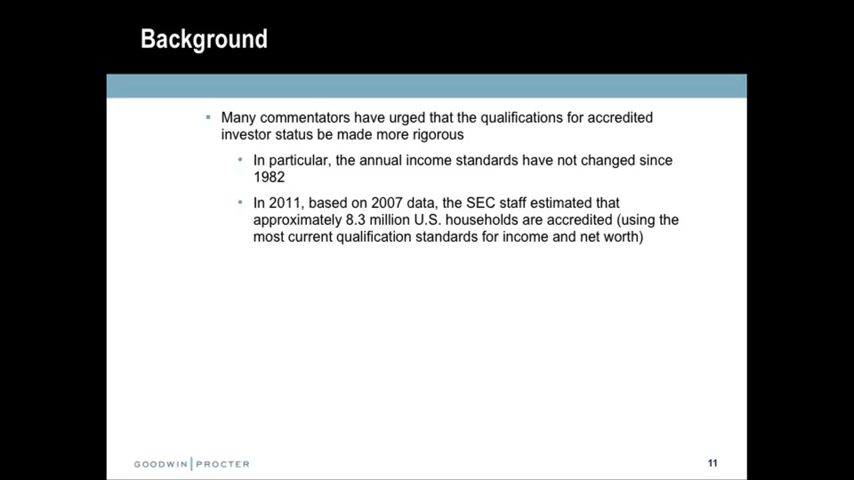 Background
Many commentators have urged that the qualifications for accredited
investor status be made more rigorous
In particular, the annual income standards have not changed since
1982
In 2011, based on 2007 data, the SEC staff estimated that
approximately 8.3 million U.S. households are accredited (using the
most current qualification standards for income and net worth)
GOODWIN PROCTER
11